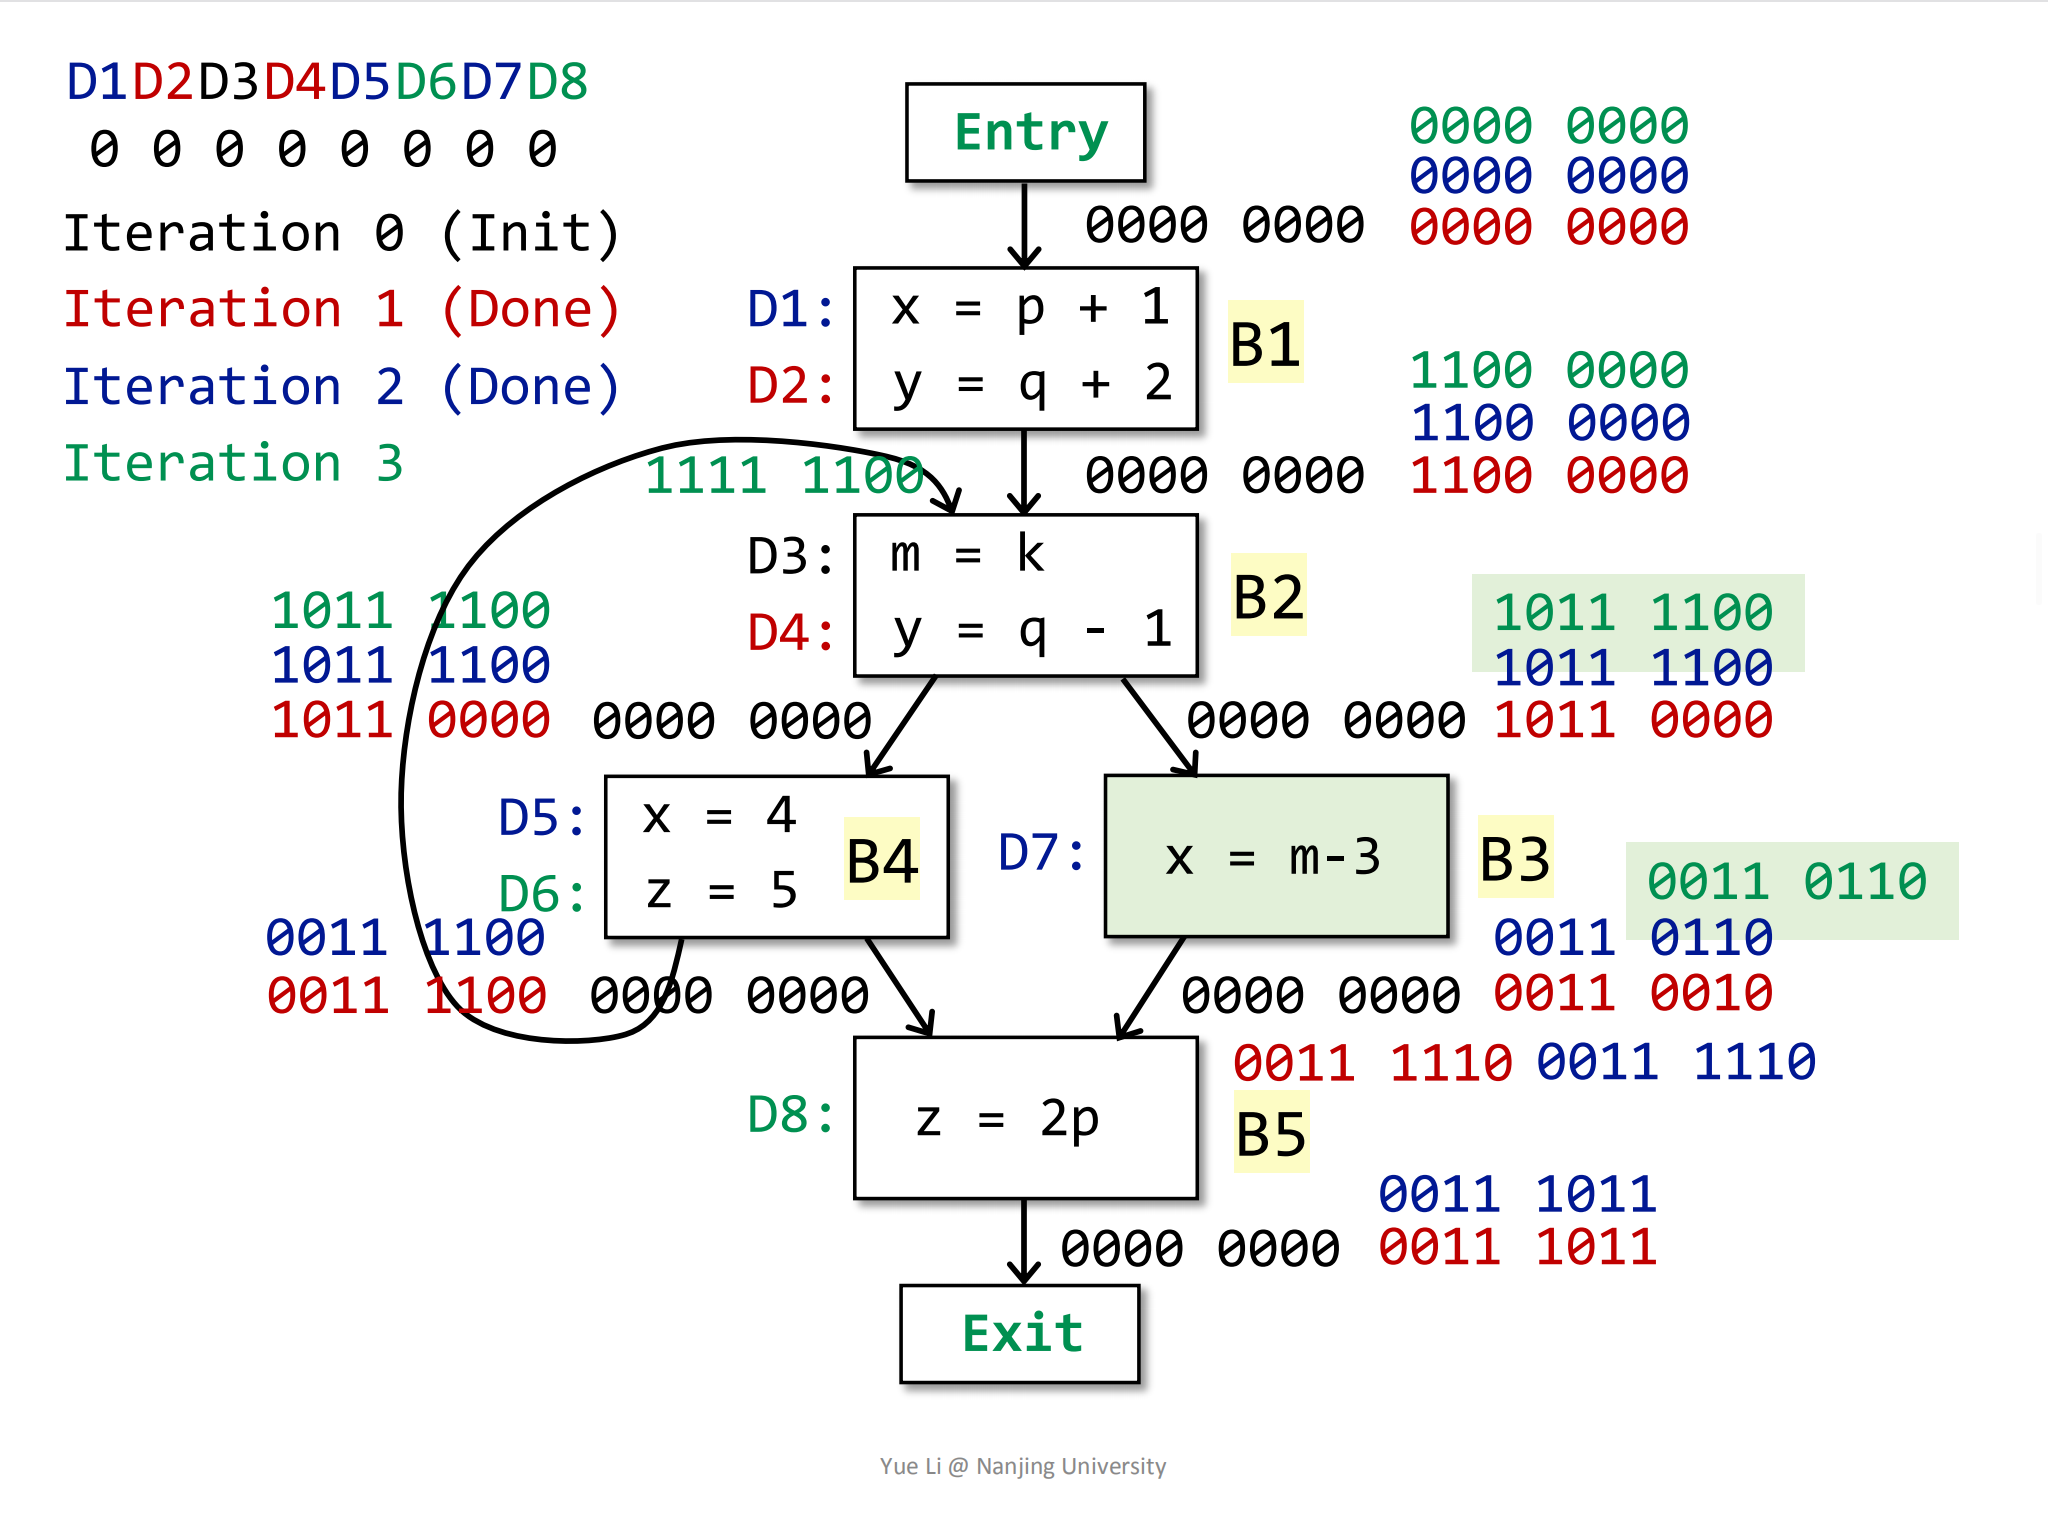 D1D2D3D4D5D6D7D8
0 0 0 0 0 0 0 0
Iteration 0 (Init)
Iteration 1 (Done)
Iteration 2 (Done)
Iteration 3
Entry
0000 0000
0000 0000
0000 0000
0000 0000
D1: x = p + 1
D2: y = q + 2
B1
1100 0000
1100 0000
0000 0000 1100 0000
1111 1100
D3: m = k
D4: y = q - 1
B2
1011 1100
1011 1100
1011 0000 0000 0000
1011 1100
1011 1100
0000 0000 1011 0000
D5: x = 4
D6: z = 5
B4
D7: x = m-3
B3
0011 1100
0011 1100 0000 0000
0011 0110
0011 0110
0000 0000 0011 0010
0011 1110 0011 1110
D8: z = 2p
B5
0011 1011
0000 0000 0011 1011
Exit
Yue Li @ Nanjing University